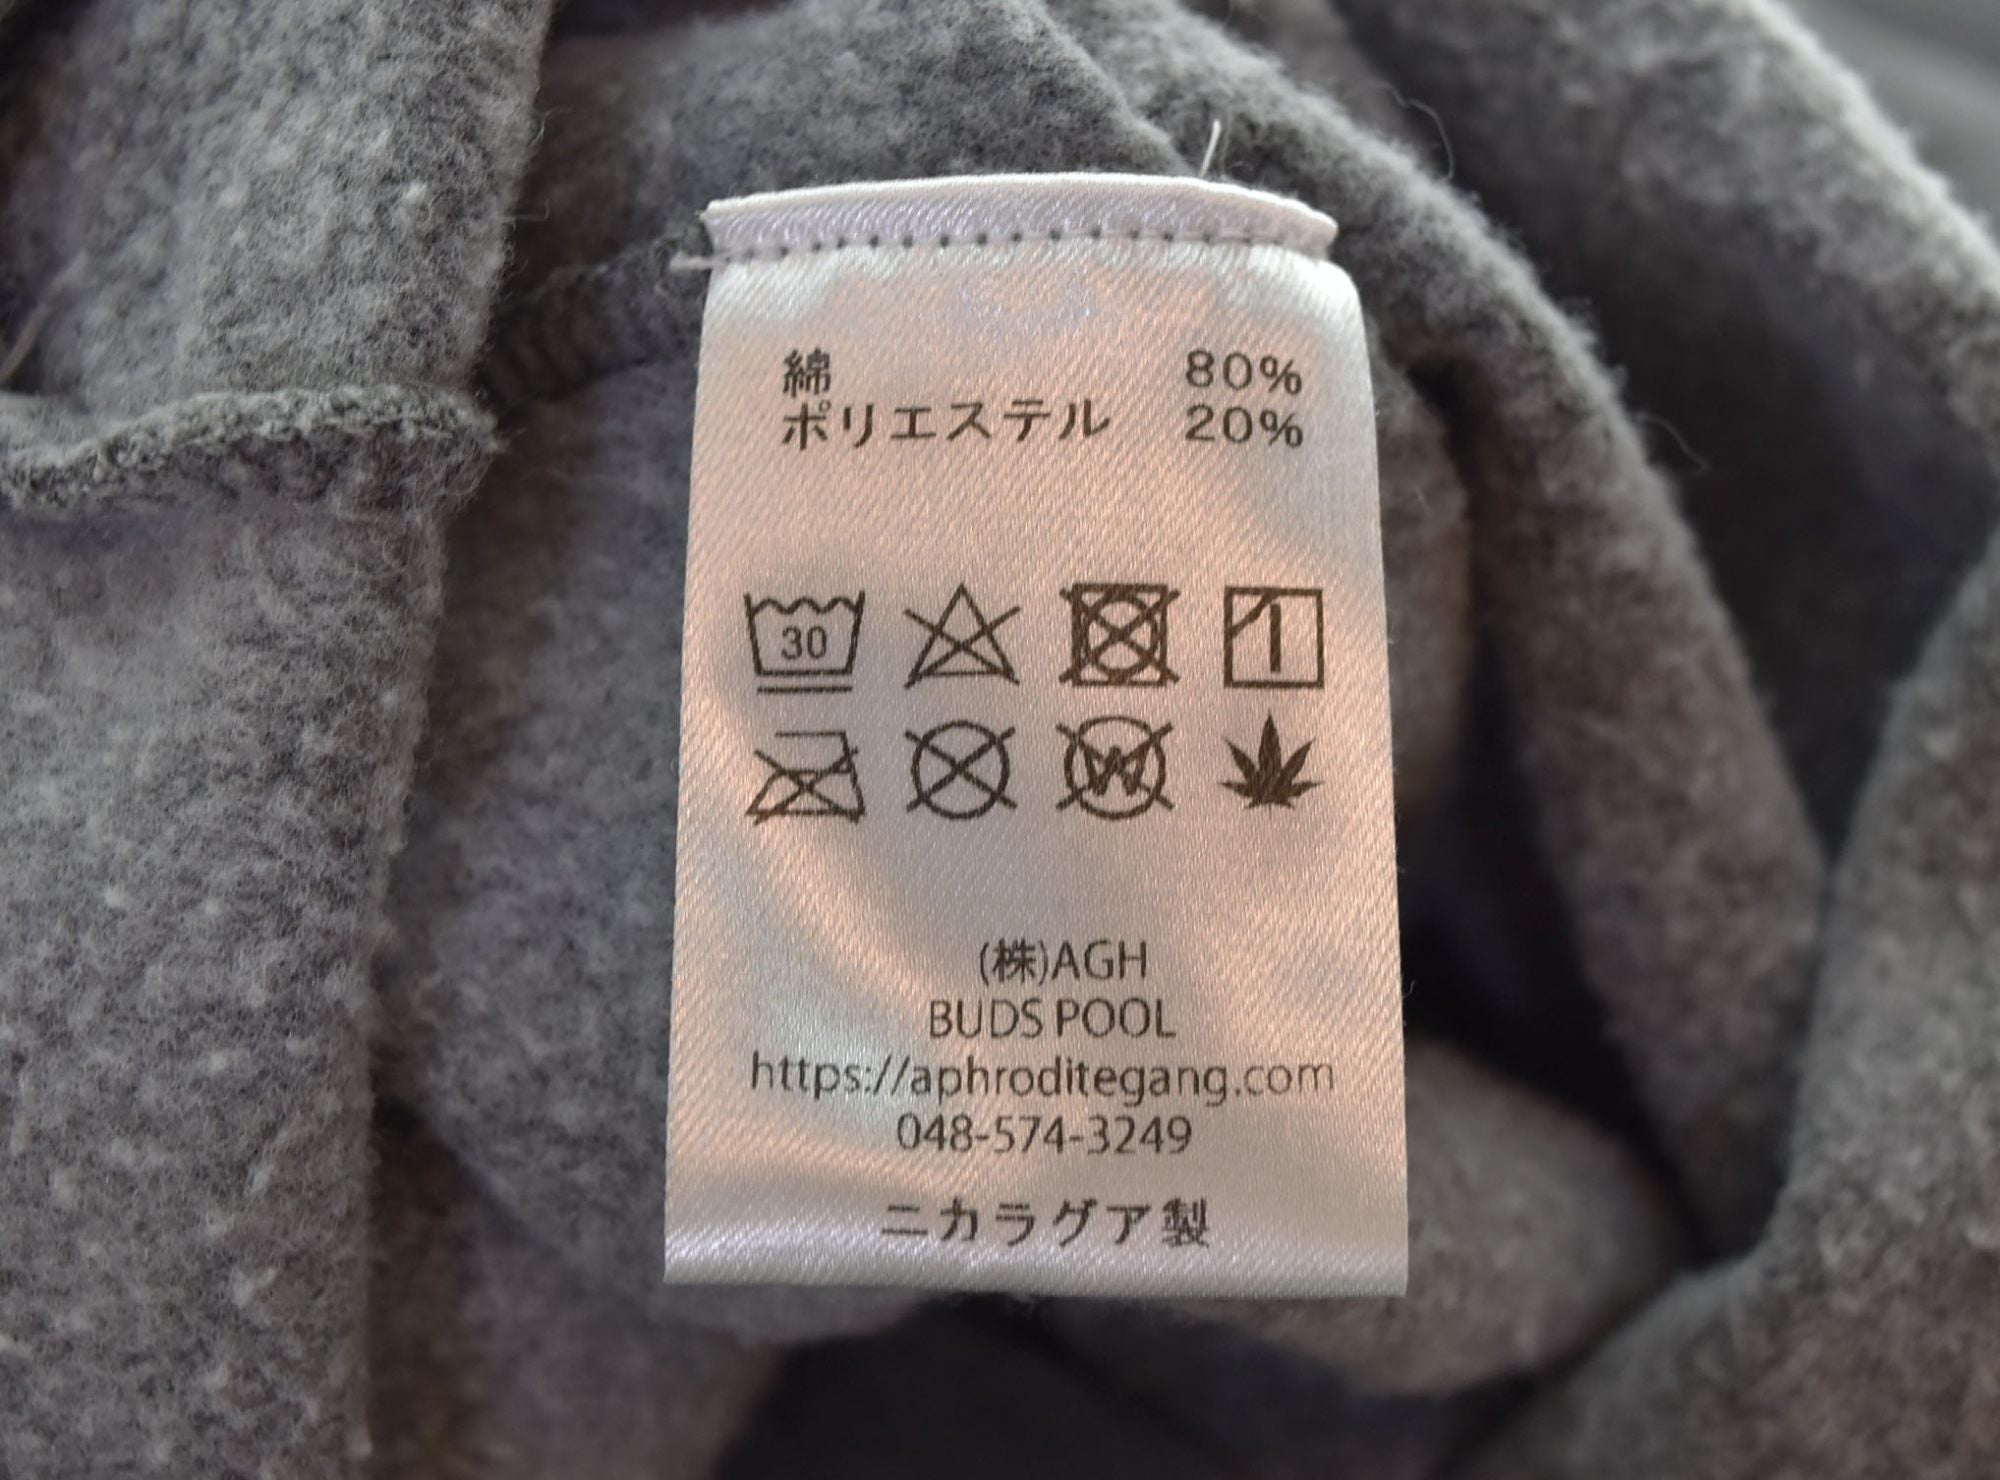 綿 80%
ポリエステル 20%
30
W
(株)AGH
BUDS POOL
https://aphroditegang.com
048-574-3249
ニカラグア製